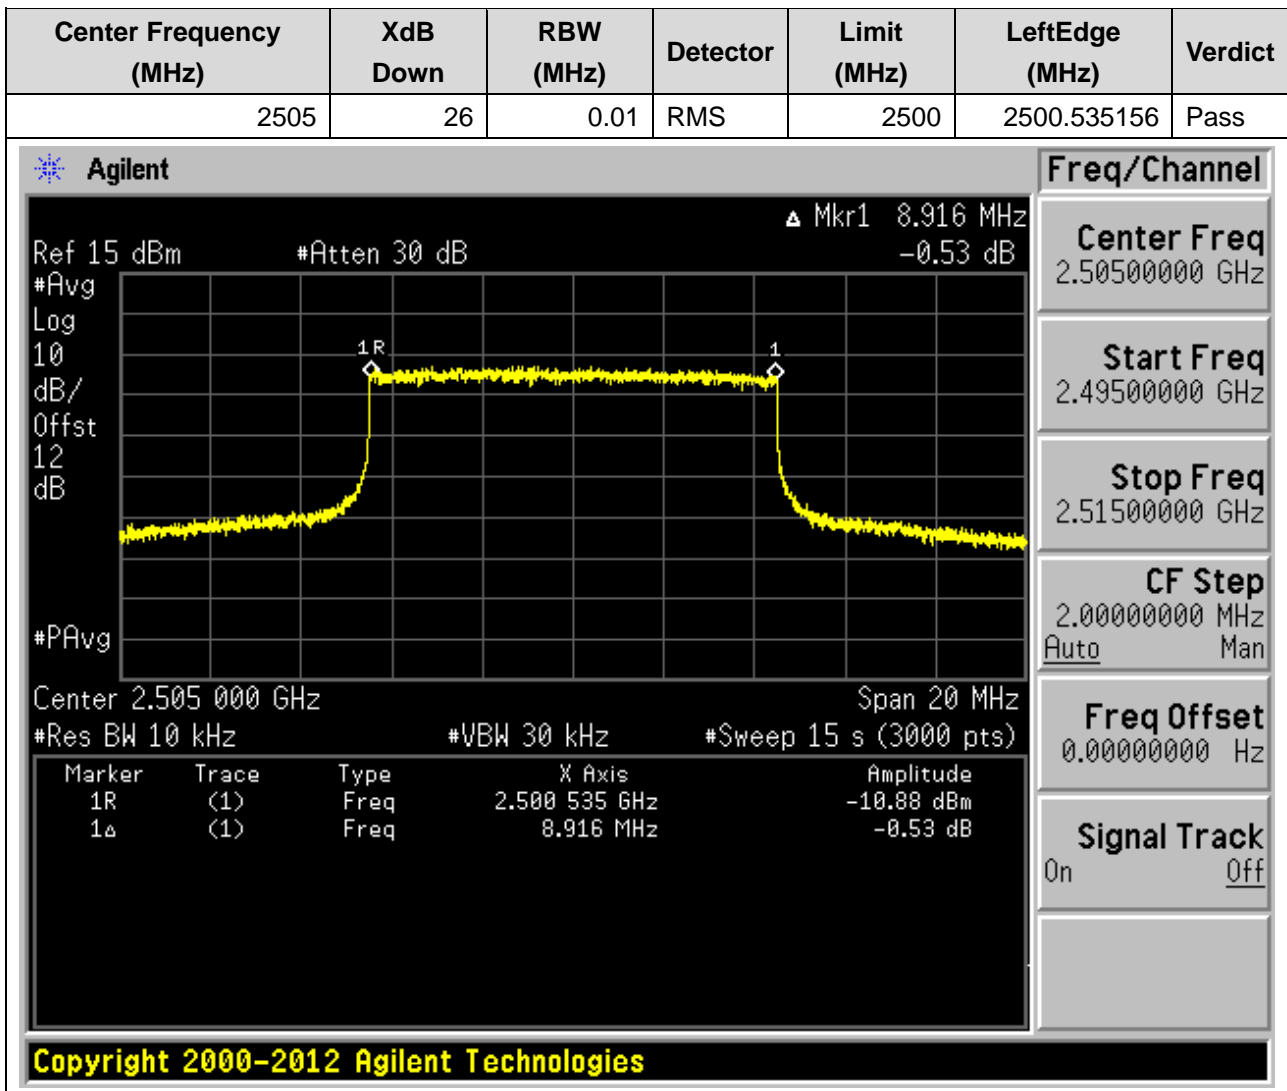 Center Frequency (MHz) XdB Down RBW (MHz) Detector Limit (MHz) LeftEdge (MHz) Verdict
2505 26 0.01 RMS 2500 2500.535156 Pass
Agilent
Freq/Channel
▵ Mkr1 8.916 MHz
Ref 15 dBm #Atten 30 dB -0.53 dB
#Avg
Log
10
dB/
Offst
12
dB
1R
1
#PAvg
Center 2.505 000 GHz Span 20 MHz
#Res BW 10 kHz #VBW 30 kHz #Sweep 15 s (3000 pts)
Marker Trace Type X Axis Amplitude
1R (1) Freq 2.500 535 GHz -10.88 dBm
1▵ (1) Freq 8.916 MHz -0.53 dB
Center Freq
2.50500000 GHz
Start Freq
2.49500000 GHz
Stop Freq
2.51500000 GHz
CF Step
2.00000000 MHz
Auto Man
Freq Offset
0.00000000 Hz
Signal Track
On Off
Copyright 2000-2012 Agilent Technologies